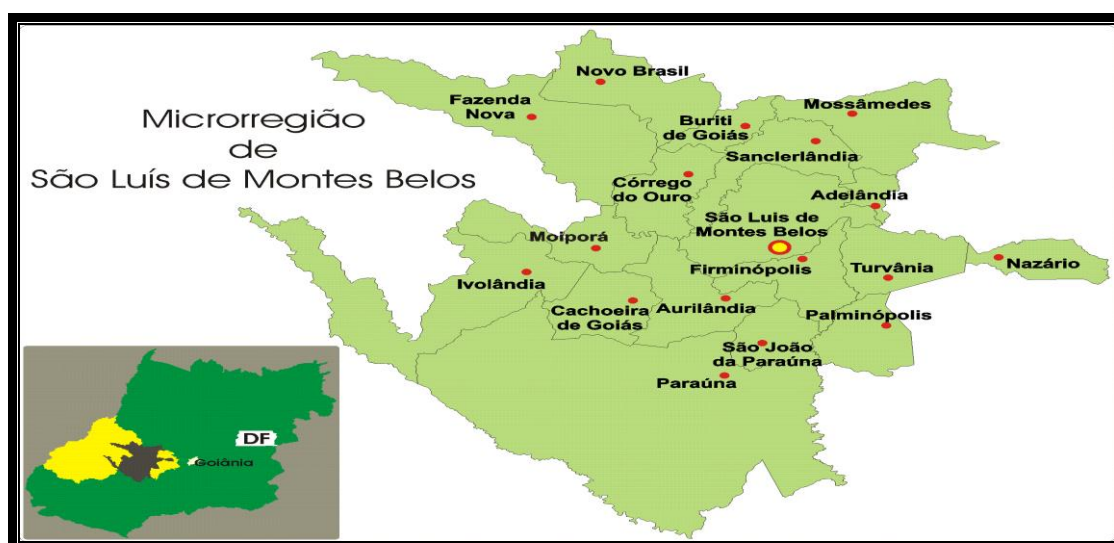 Microrregião
de
São Luís de Montes Belos
Novo Brasil
Fazenda
Nova
Buriti
de Goiás
Mossâmedes
Sanclerlândia
Córrego
do Ouro
Adelândia
São Luis de
Montes Belos
Moiporá
Firminópolis
Turvânia
Nazário
Ivolândia
Cachoeira
de Goiás
Aurilândia
Palminópolis
São João
da Paraúna
Paraúna
DF
Goiânia